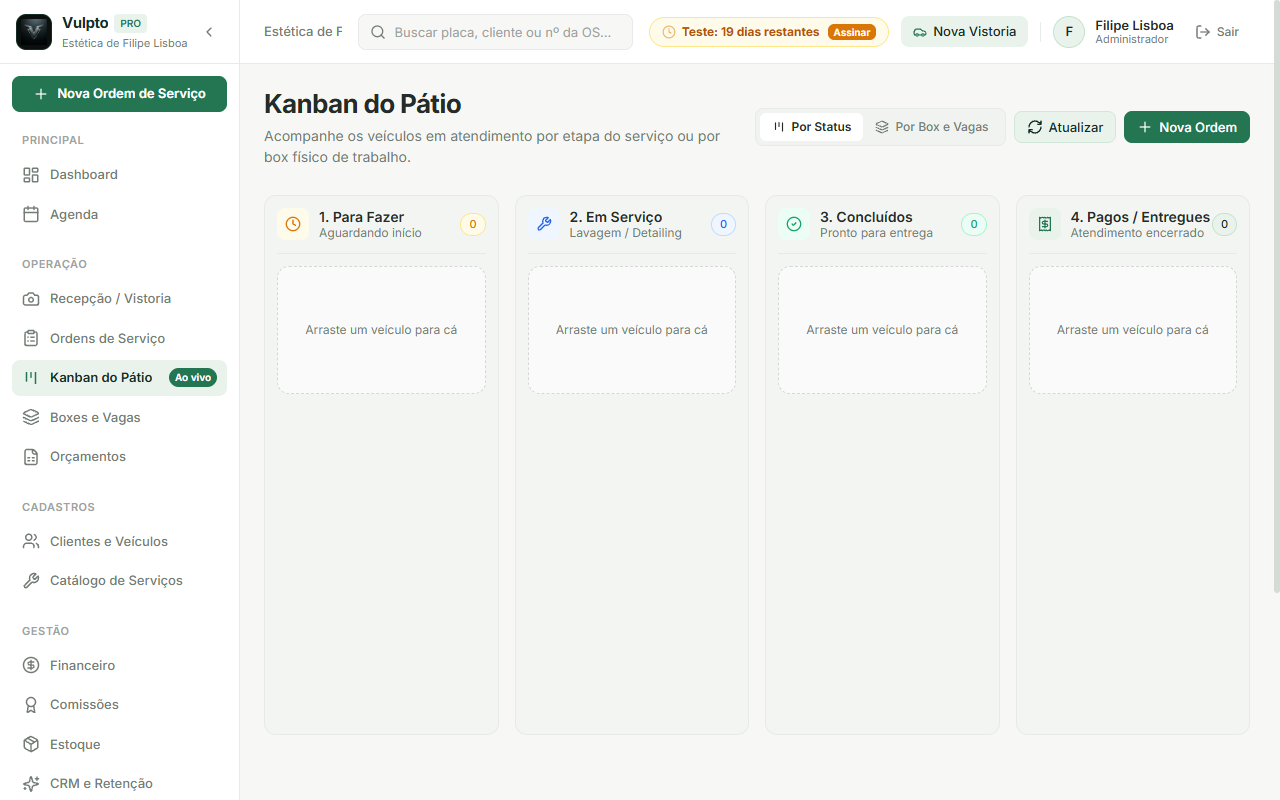 Vulpto PRO
Estética de Filipe Lisboa
Nova Ordem de Serviço
PRINCIPAL
Dashboard
Agenda
OPERAÇÃO
Recepção / Vistoria
Ordens de Serviço
Kanban do Pátio Ao vivo
Boxes e Vagas
Orçamentos
CADASTROS
Clientes e Veículos
Catálogo de Serviços
GESTÃO
Financeiro
Comissões
Estoque
CRM e Retenção
Estética de F
Buscar placa, cliente ou nº da OS...
Teste: 19 dias restantes Assinar
Nova Vistoria
F
Filipe Lisboa
Administrador
Sair
Kanban do Pátio
Acompanhe os veículos em atendimento por etapa do serviço ou por
box físico de trabalho.
Por Status
Por Box e Vagas
Atualizar
Nova Ordem
1. Para Fazer
Aguardando início
0
Arraste um veículo para cá
2. Em Serviço
Lavagem / Detailing
0
Arraste um veículo para cá
3. Concluídos
Pronto para entrega
0
Arraste um veículo para cá
4. Pagos / Entregues
Atendimento encerrado
0
Arraste um veículo para cá